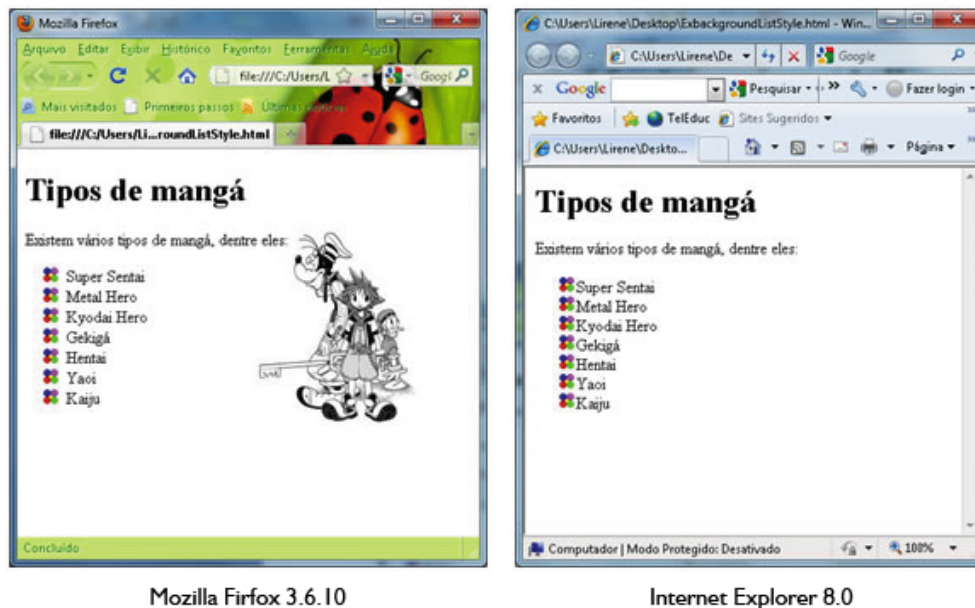 Mozilla Firefox
Arquivo Editar Exibir Histórico Favoritos Ferramentas Ajuda
file:///C:/Users/L
Googl
Mais visitados Primeiros passos Últimas notícias
file:///C:/Users/Li...roundListStyle.html
Tipos de mangá
Existem vários tipos de mangá, dentre eles:
Super Sentai
Metal Hero
Kyodai Hero
Gekigá
Hentai
Yaoi
Kaiju
Concluído
Mozilla Firfox 3.6.10
C:\Users\Lirene\Desktop\ExbackgroundListStyle.html - Win...
C:\Users\Lirene\De
Google
x Google Pesquisar Fazer login
Favoritos TelEduc Sites Sugeridos
C:\Users\Lirene\Deskto...
Página
Tipos de mangá
Existem vários tipos de mangá, dentre eles:
Super Sentai
Metal Hero
Kyodai Hero
Gekigá
Hentai
Yaoi
Kaiju
Computador | Modo Protegido: Desativado 100%
Internet Explorer 8.0